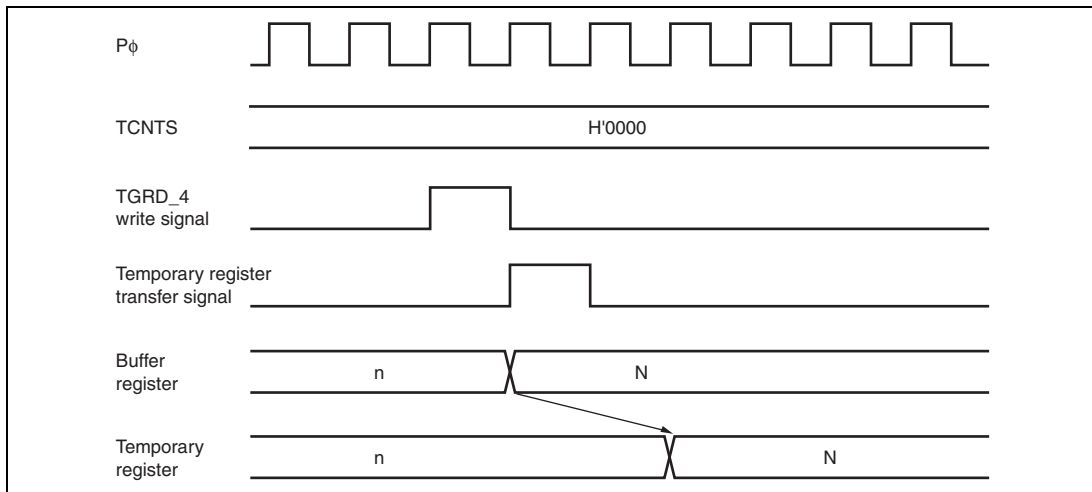 Pϕ
TCNTS
H'0000
TGRD_4
write signal
Temporary register
transfer signal
Buffer
register
n
N
Temporary
register
n
N